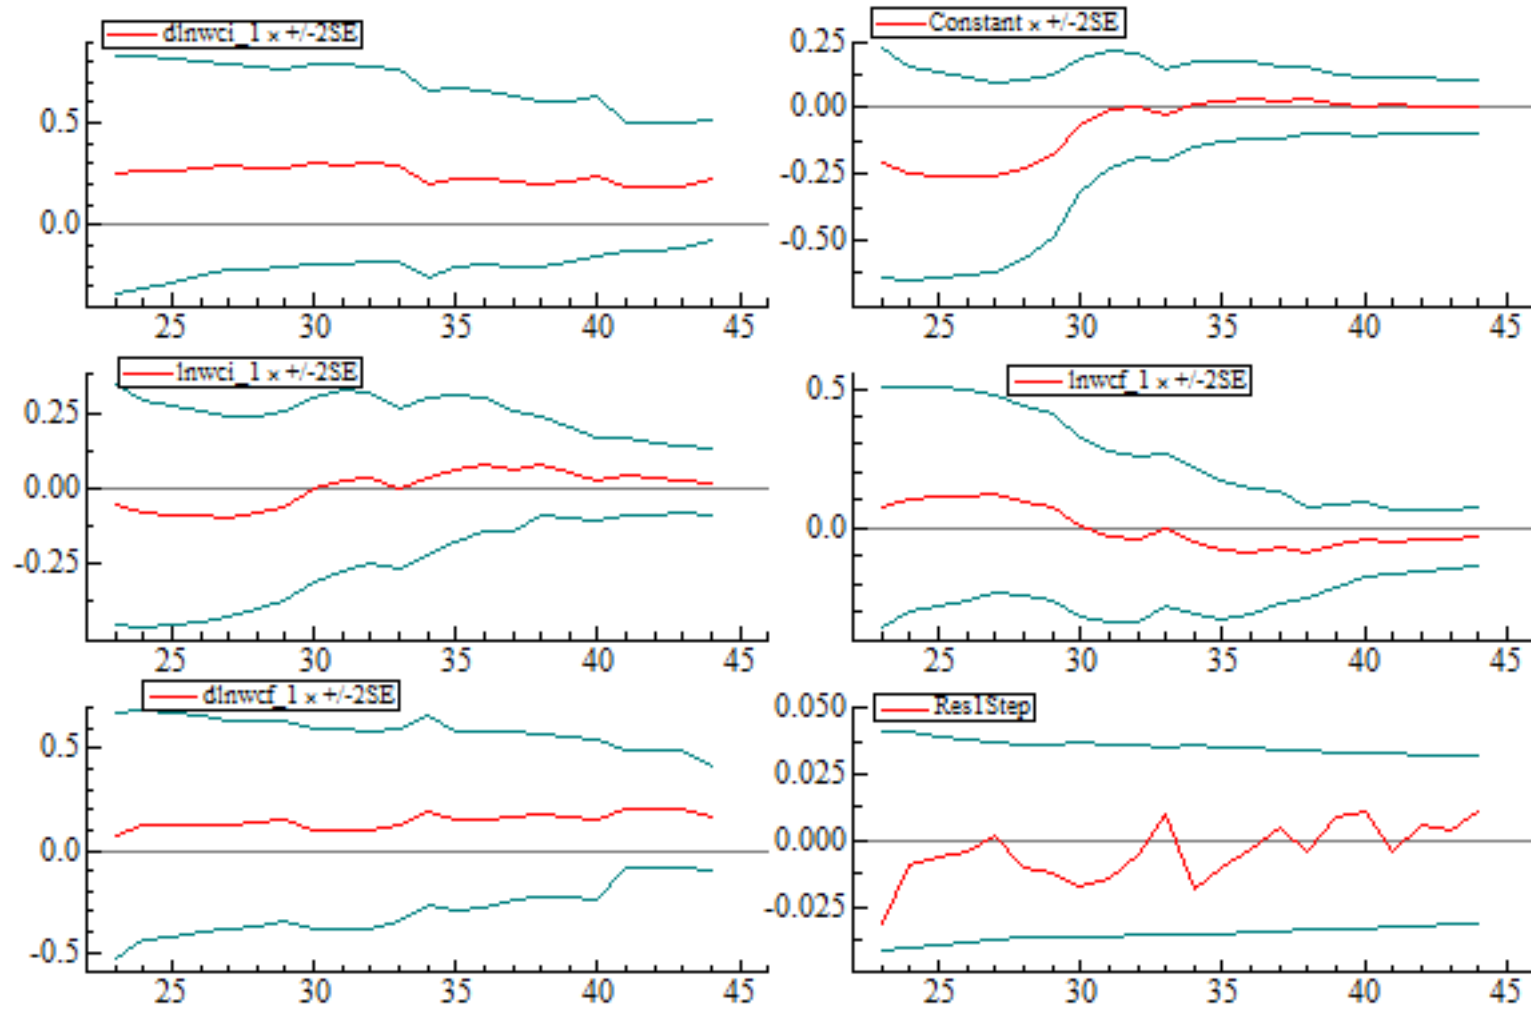 dlnwci_1 × +/-2SE
0.5
0.0
25 30 35 40 45
Constant × +/-2SE
0.25
0.00
-0.25
-0.50
25 30 35 40 45
lnwci_1 × +/-2SE
0.25
0.00
-0.25
25 30 35 40 45
lnwcf_1 × +/-2SE
0.5
0.0
25 30 35 40 45
dlnwcf_1 × +/-2SE
0.5
0.0
-0.5
25 30 35 40 45
Res1Step
0.050
0.025
0.000
-0.025
25 30 35 40 45